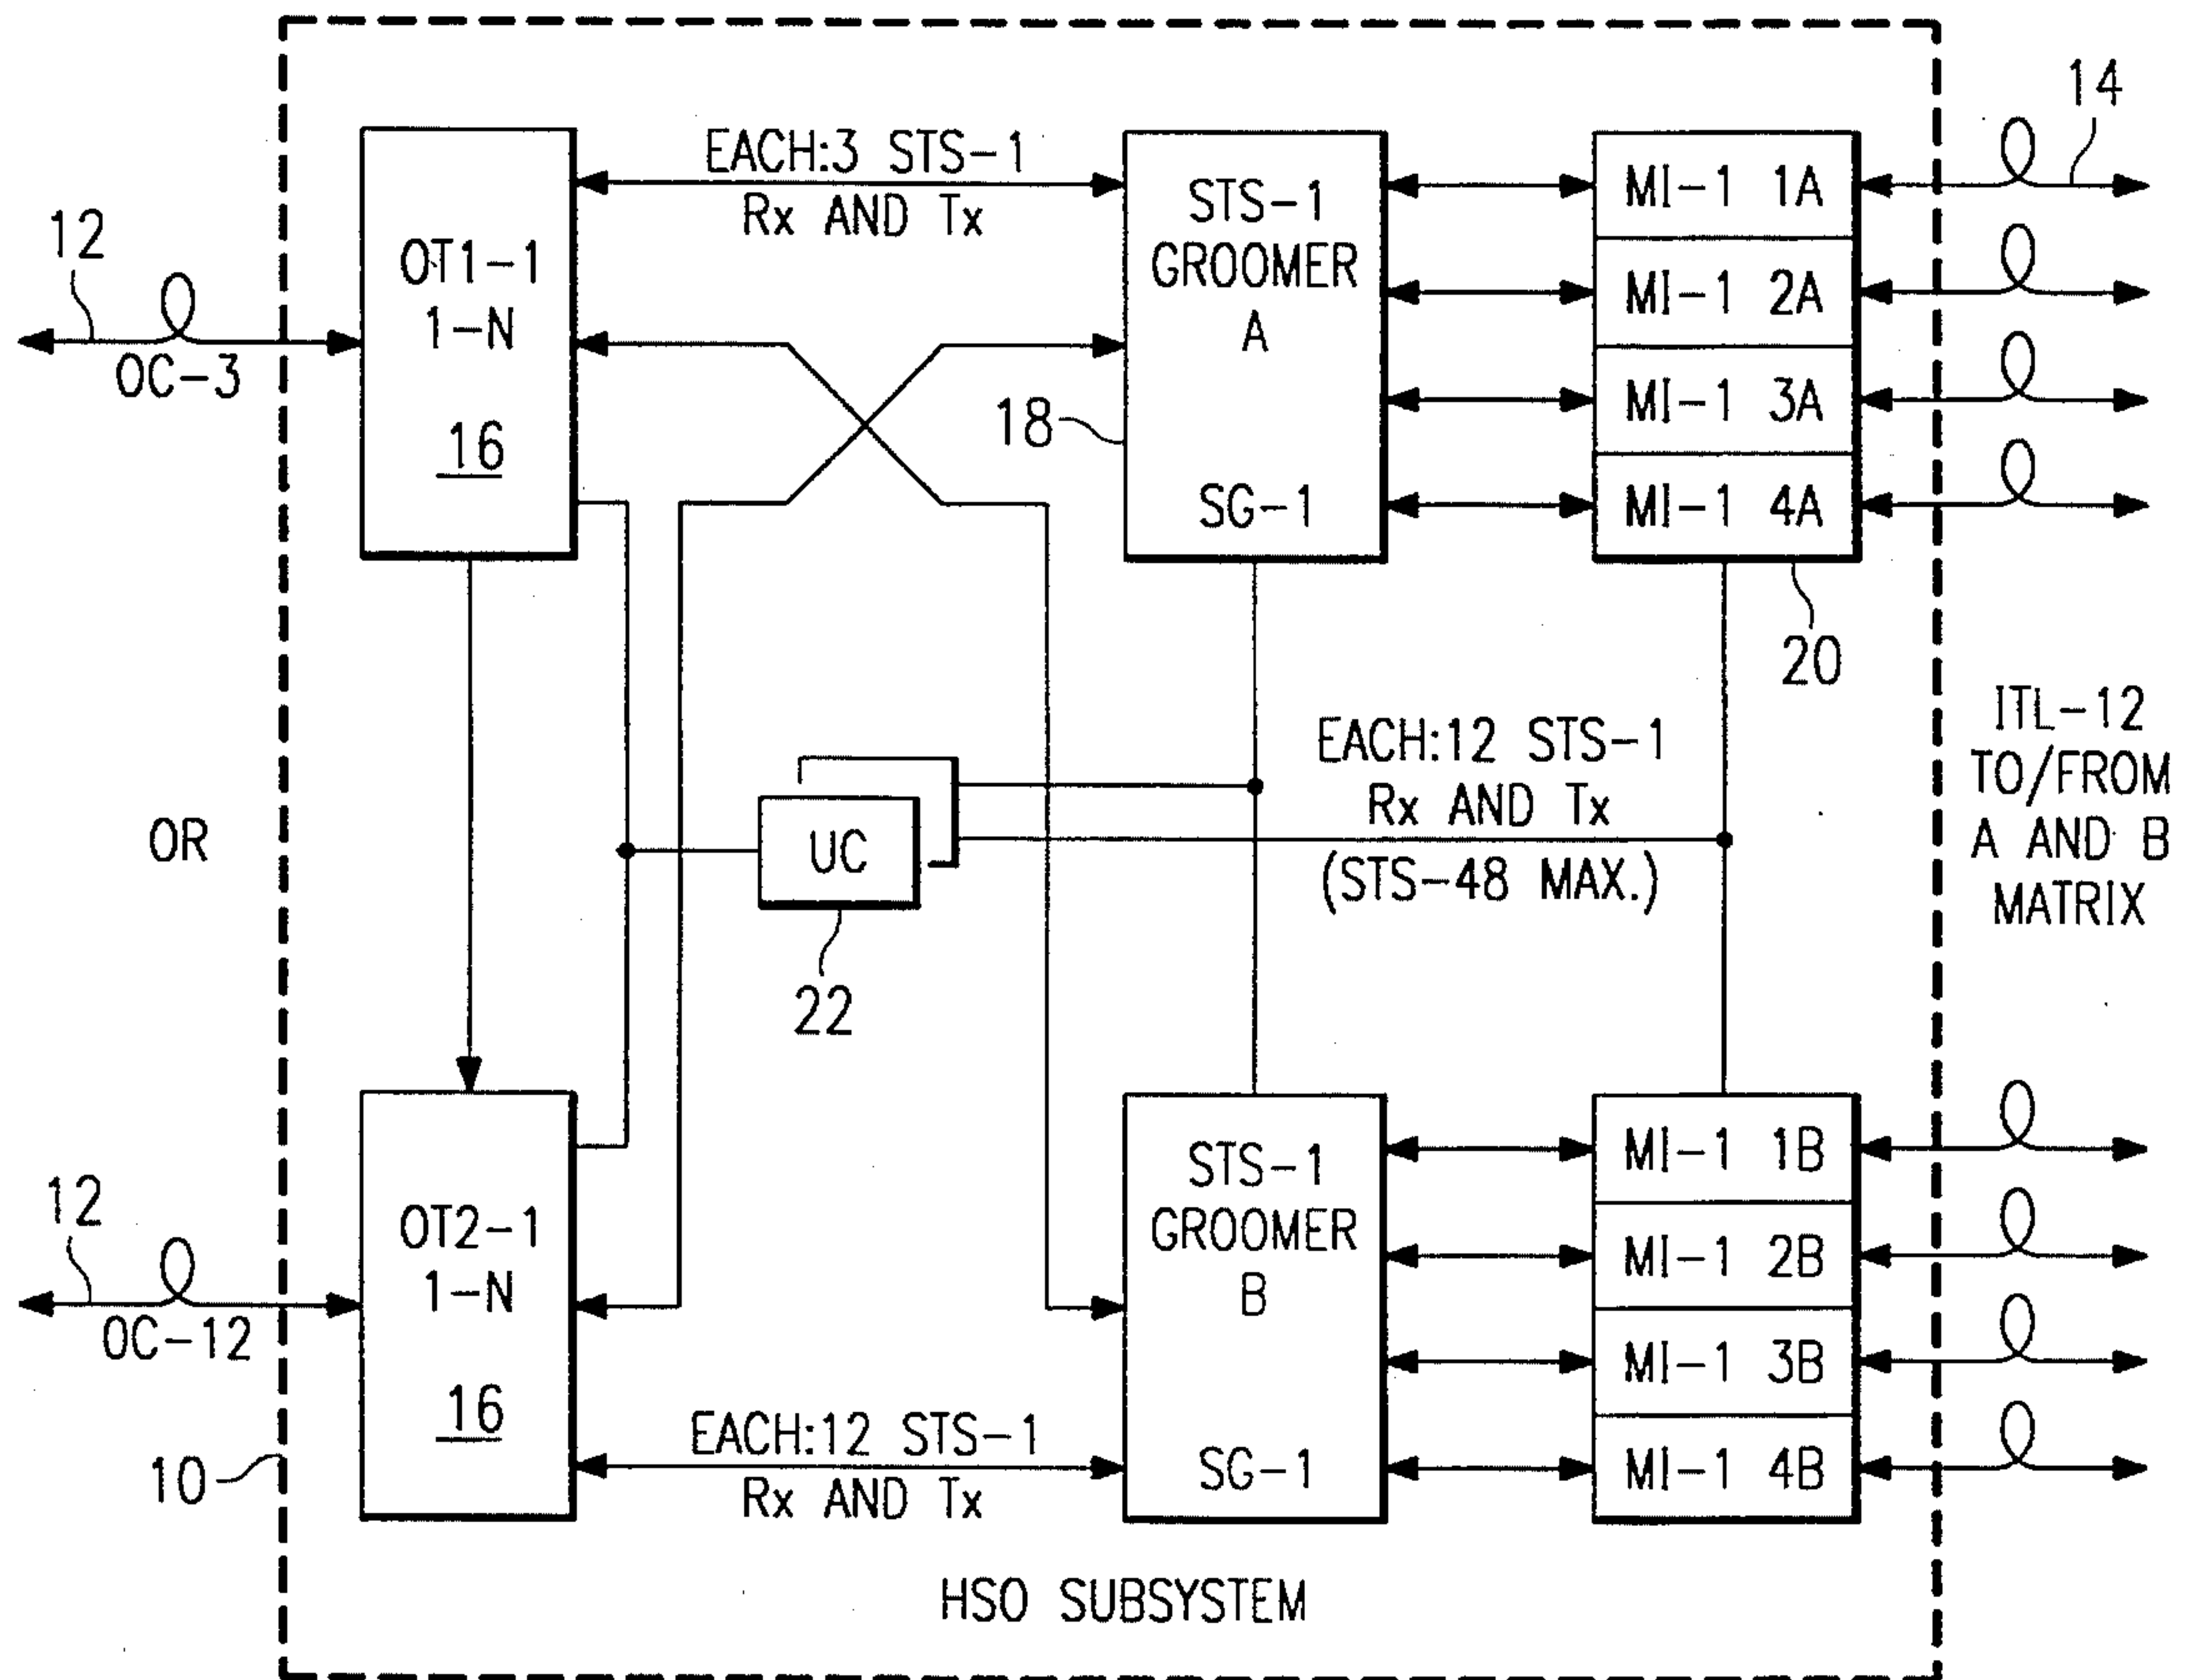 14
EACH:3 STS-1
Rx AND Tx
12
OC-3
OT1-1
1-N
16
STS-1
GROOMER
A
SG-1
18
MI-1 1A
MI-1 2A
MI-1 3A
MI-1 4A
20
OR
UC
22
EACH:12 STS-1
Rx AND Tx
(STS-48 MAX.)
ITL-12
TO/FROM
A AND B
MATRIX
12
OC-12
OT2-1
1-N
16
10
EACH:12 STS-1
Rx AND Tx
STS-1
GROOMER
B
SG-1
MI-1 1B
MI-1 2B
MI-1 3B
MI-1 4B
HSO SUBSYSTEM